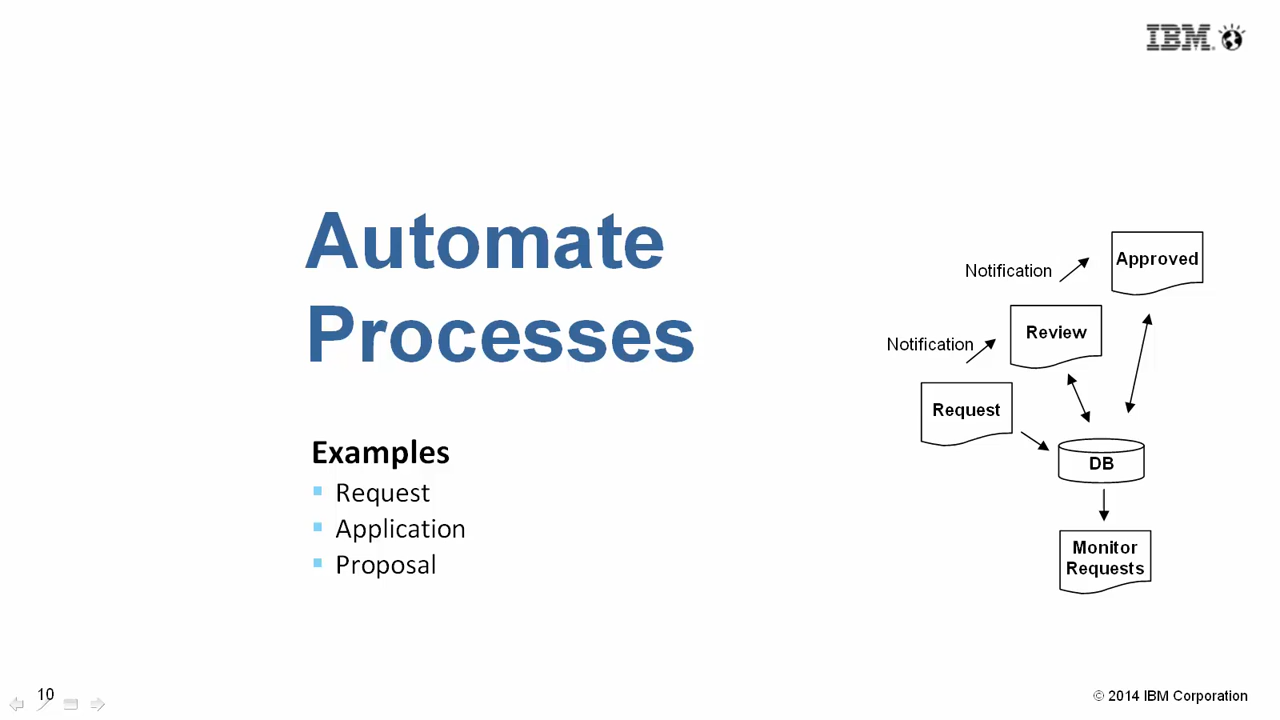 IBM
Automate
Processes
Examples
Request
Application
Proposal
Approved
Notification
Review
Notification
Request
DB
Monitor
Requests
10
© 2014 IBM Corporation